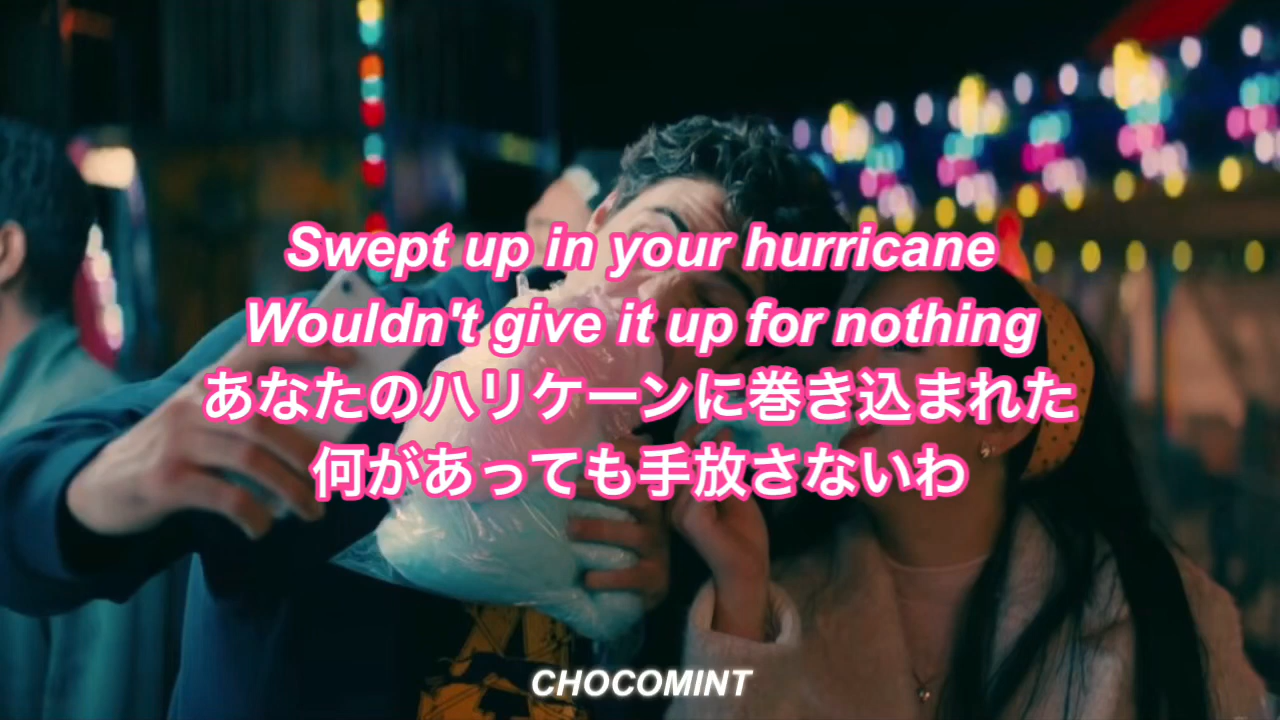 Swept up in your hurricane
Wouldn't give it up for nothing
あなたのハリケーンに巻き込まれた
何があっても手放さないわ
CHOCOMINT